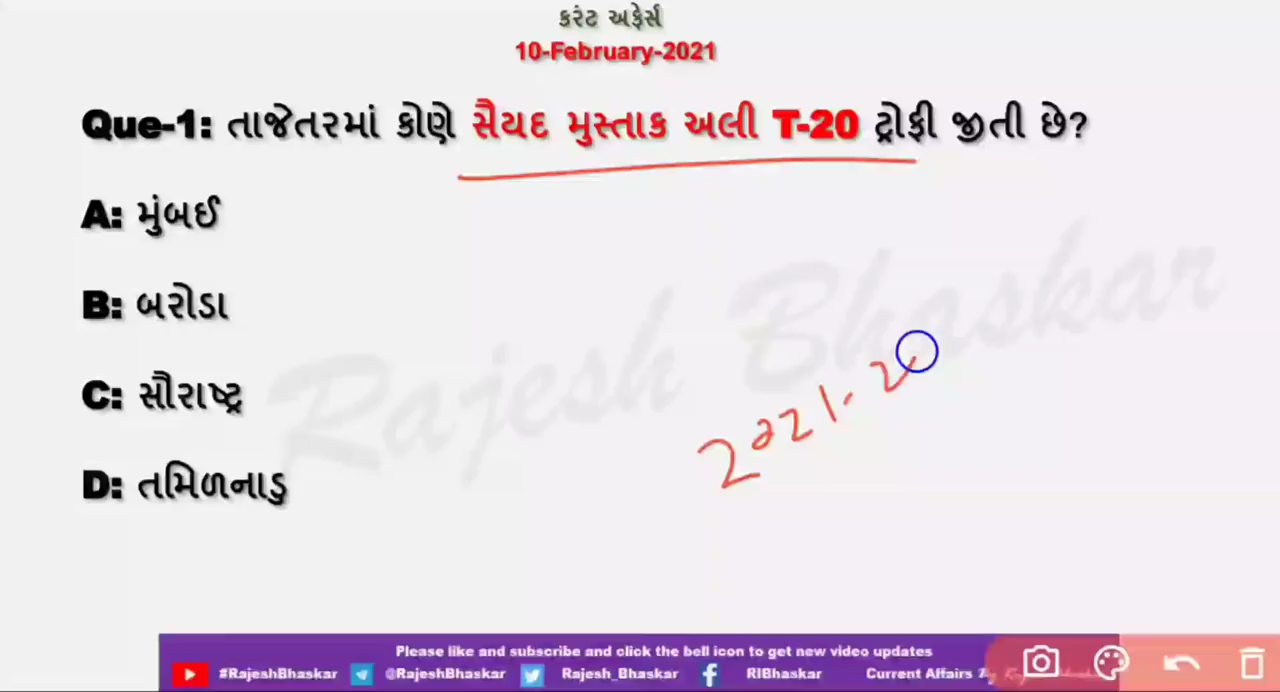 કરંટ અફેર્સ
10-February-2021
Que-1: તાજેતરમાં કોણે સૈયદ મુસ્તાક અલી T-20 ટ્રોફી જીતી છે?
A: મુંબઈ
B: બરોડા
C: સૌરાષ્ટ્ર
D: તમિળનાડુ
Rajesh Bhaskar
2021-2
Please like and subscribe and click the bell icon to get new video updates
#RajeshBhaskar @RajeshBhaskar Rajesh_Bhaskar RIBhaskar Current Affairs